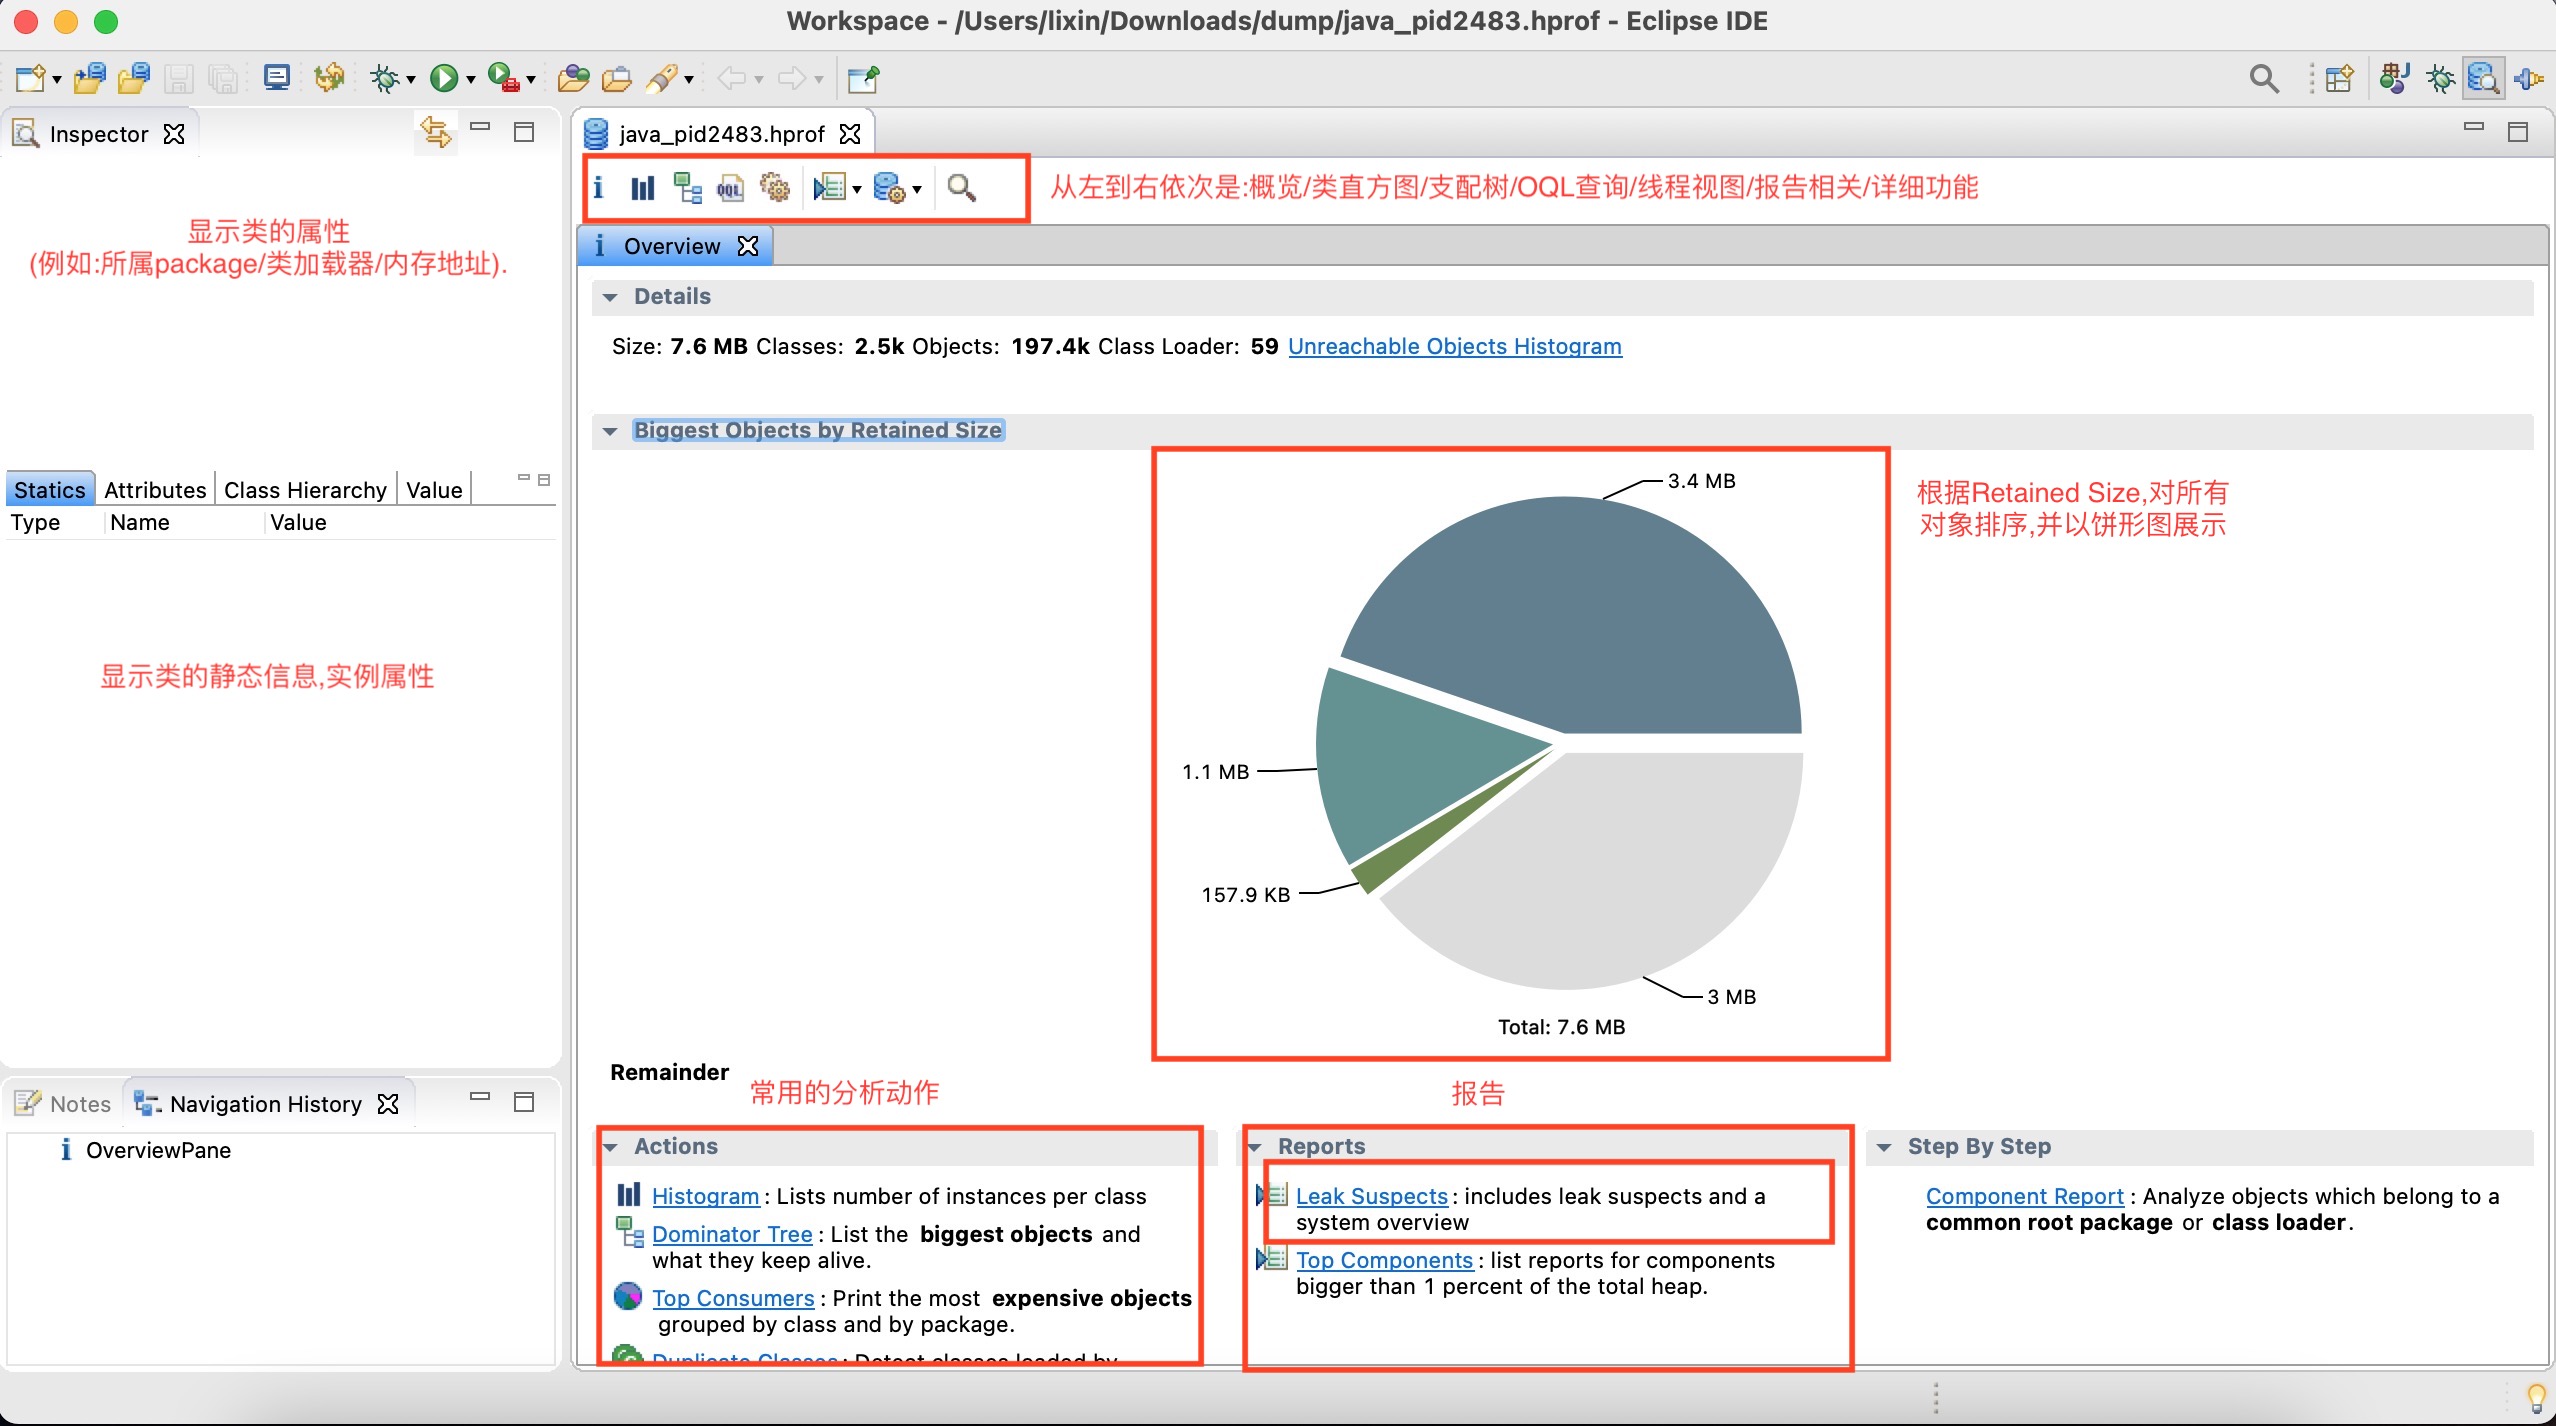 Workspace - /Users/lixin/Downloads/dump/java_pid2483.hprof - Eclipse IDE
Inspector
java_pid2483.hprof
OQL
从左到右依次是:概览/类直方图/支配树/OQL查询/线程视图/报告相关/详细功能
显示类的属性
(例如:所属package/类加载器/内存地址).
Overview
Details
Size: 7.6 MB Classes: 2.5k Objects: 197.4k Class Loader: 59 Unreachable Objects Histogram
Biggest Objects by Retained Size
Statics Attributes Class Hierarchy Value
Type Name Value
显示类的静态信息,实例属性
3.4 MB
根据Retained Size,对所有
对象排序,并以饼形图展示
1.1 MB
157.9 KB
3 MB
Total: 7.6 MB
Remainder
常用的分析动作
报告
Notes Navigation History
OverviewPane
Actions
Histogram : Lists number of instances per class
Dominator Tree : List the biggest objects and
what they keep alive.
Top Consumers : Print the most expensive objects
grouped by class and by package.
Duplicate Classes : Detect classes loaded by
Reports
Leak Suspects : includes leak suspects and a
system overview
Top Components : list reports for components
bigger than 1 percent of the total heap.
Step By Step
Component Report : Analyze objects which belong to a
common root package or class loader.